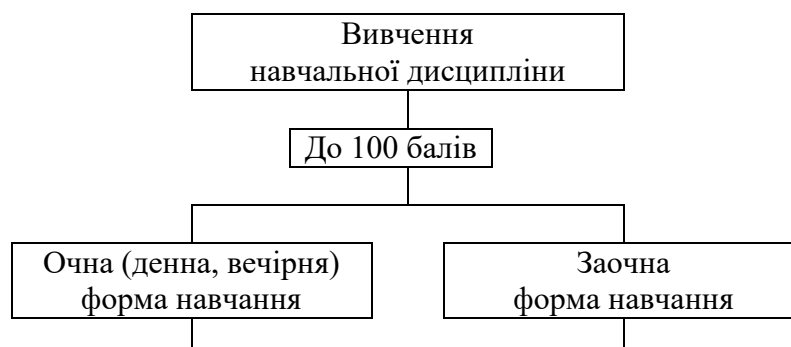 Вивчення
навчальної дисципліни
До 100 балів
Очна (денна, вечірня)
форма навчання
Заочна
форма навчання